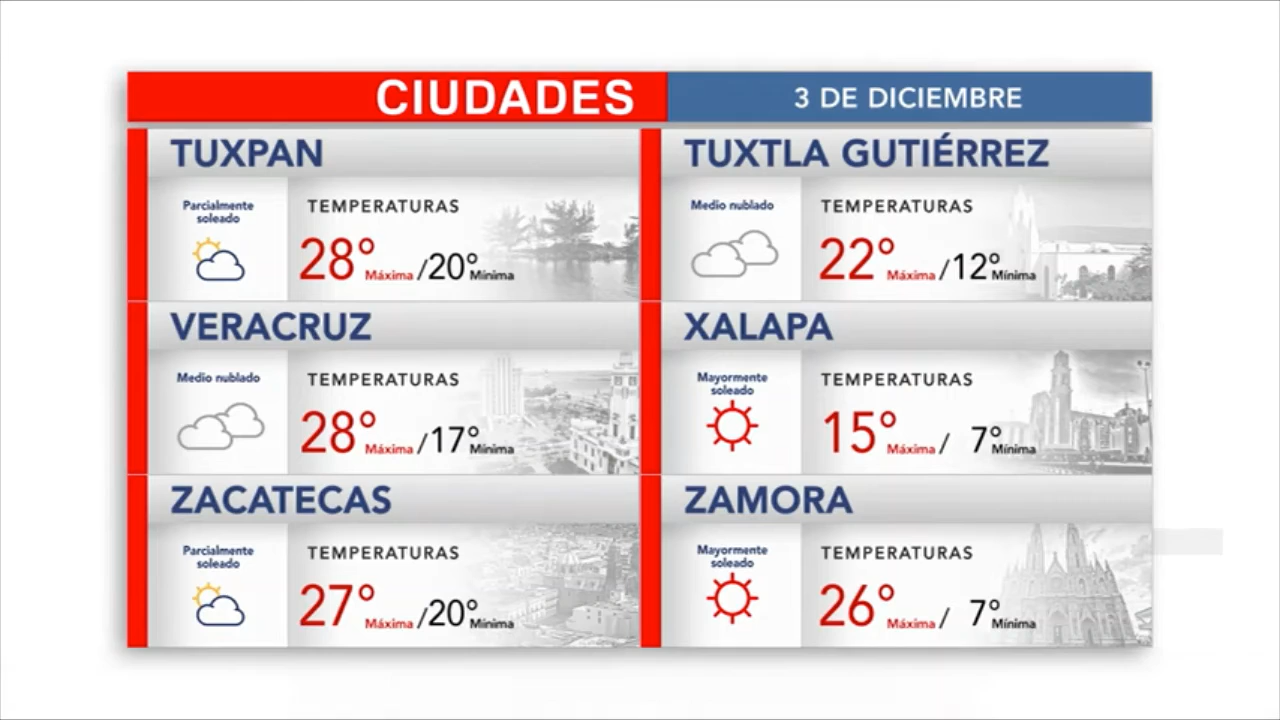 CIUDADES
3 DE DICIEMBRE
TUXPAN
Parcialmente
soleado
TEMPERATURAS
28° Máxima /20° Mínima
TUXTLA GUTIÉRREZ
Medio nublado
TEMPERATURAS
22° Máxima /12° Mínima
VERACRUZ
Medio nublado
TEMPERATURAS
28° Máxima /17° Mínima
XALAPA
Mayormente
soleado
TEMPERATURAS
15° Máxima / 7° Mínima
ZACATECAS
Parcialmente
soleado
TEMPERATURAS
27° Máxima /20° Mínima
ZAMORA
Mayormente
soleado
TEMPERATURAS
26° Máxima / 7° Mínima